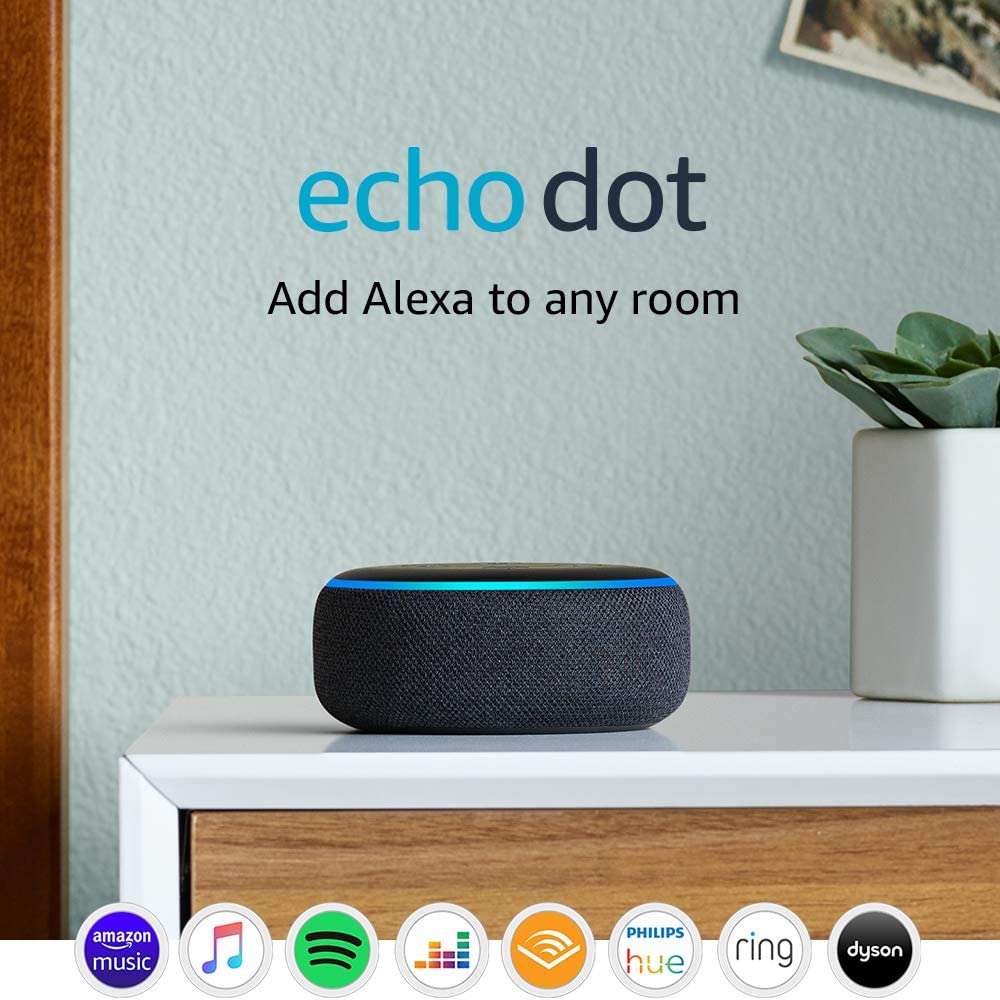 echo dot
Add Alexa to any room
amazon
music
PHILIPS
hue
ring
dyson